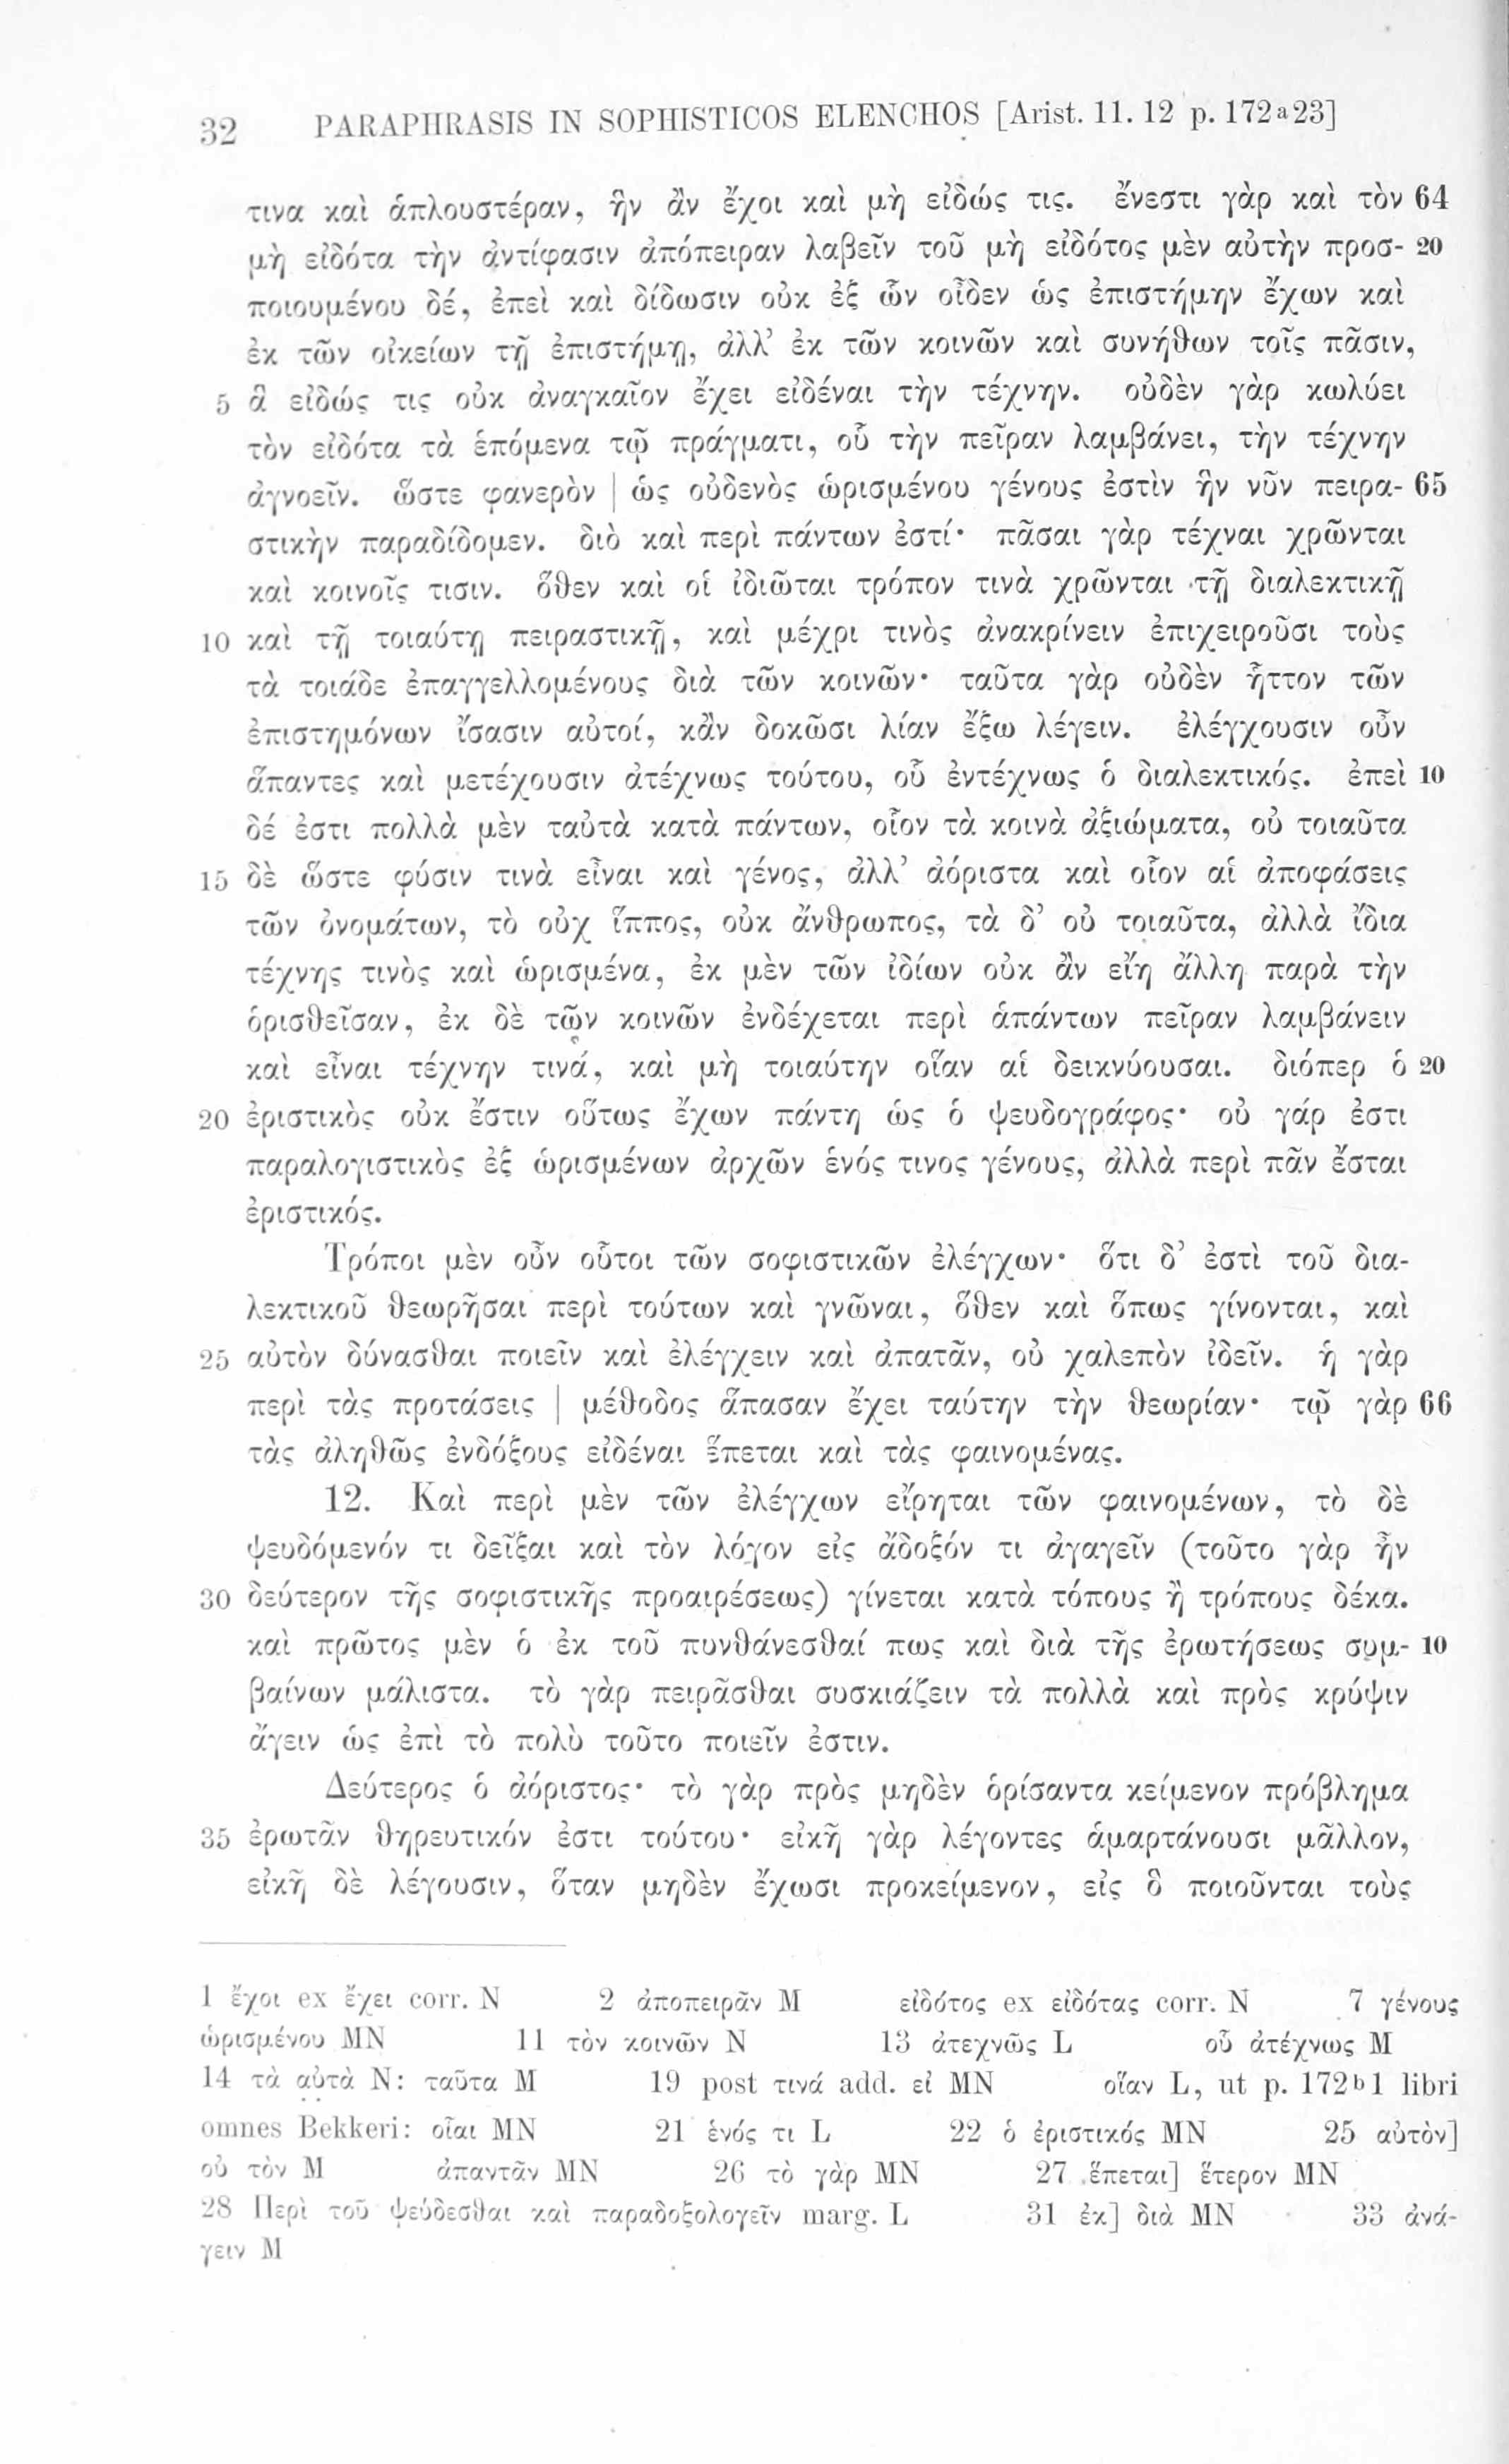 32 PARAPHRASIS IN SOPHISTICOS ELENCHOS [Arist. 11. 12 p. 172a23]
τινα καὶ ἁπλουστέραν, ἣν ἂν ἔχοι καὶ μὴ εἰδώς τις. ἔνεστι γὰρ καὶ τὸν 64
μὴ εἰδότα τὴν ἀντίφασιν ἀπόπειραν λαβεῖν τοῦ μὴ εἰδότος μὲν αὐτὴν προσ- 20
ποιουμένου δέ, ἐπεὶ καὶ δίδωσιν οὐκ ἐξ ὧν οἶδεν ὡς ἐπιστήμην ἔχων καὶ
ἐκ τῶν οἰκείων τῇ ἐπιστήμῃ, ἀλλ’ ἐκ τῶν κοινῶν καὶ συνήθων τοῖς πᾶσιν,
5 ἃ εἰδώς τις οὐκ ἀναγκαῖον ἔχει εἰδέναι τὴν τέχνην. οὐδὲν γὰρ κωλύει
τὸν εἰδότα τὰ ἑπόμενα τῷ πράγματι, οὗ τὴν πεῖραν λαμβάνει, τὴν τέχνην
ἀγνοεῖν. ὥστε φανερὸν | ὡς οὐδενὸς ὡρισμένου γένους ἐστὶν ἣν νῦν πειρα- 65
στικὴν παραδίδομεν. διὸ καὶ περὶ πάντων ἐστί· πᾶσαι γὰρ τέχναι χρῶνται
καὶ κοινοῖς τισιν. ὅθεν καὶ οἱ ἰδιῶται τρόπον τινὰ χρῶνται τῇ διαλεκτικῇ
10 καὶ τῇ τοιαύτῃ πειραστικῇ, καὶ μέχρι τινὸς ἀνακρίνειν ἐπιχειροῦσι τοὺς
τὰ τοιάδε ἐπαγγελλομένους διὰ τῶν κοινῶν· ταῦτα γὰρ οὐδὲν ἧττον τῶν
ἐπιστημόνων ἴσασιν αὐτοί, κἂν δοκῶσι λίαν ἔξω λέγειν. ἐλέγχουσιν οὖν
ἅπαντες καὶ μετέχουσιν ἀτέχνως τούτου, οὗ ἐντέχνως ὁ διαλεκτικός. ἐπεὶ 10
δέ ἐστι πολλὰ μὲν ταὐτὰ κατὰ πάντων, οἷον τὰ κοινὰ ἀξιώματα, οὐ τοιαῦτα
15 δὲ ὥστε φύσιν τινὰ εἶναι καὶ γένος, ἀλλ’ ἀόριστα καὶ οἷον αἱ ἀποφάσεις
τῶν ὀνομάτων, τὸ οὐχ ἵππος, οὐκ ἄνθρωπος, τὰ δ’ οὐ τοιαῦτα, ἀλλὰ ἴδια
τέχνης τινὸς καὶ ὡρισμένα, ἐκ μὲν τῶν ἰδίων οὐκ ἂν εἴη ἄλλη παρὰ τὴν
ὁρισθεῖσαν, ἐκ δὲ τῶν κοινῶν ἐνδέχεται περὶ ἁπάντων πεῖραν λαμβάνειν
καὶ εἶναι τέχνην τινά, καὶ μὴ τοιαύτην οἵαν αἱ δεικνύουσαι. διόπερ ὁ 20
20 ἐριστικὸς οὐκ ἔστιν οὕτως ἔχων πάντη ὡς ὁ ψευδογράφος· οὐ γάρ ἐστι
παραλογιστικὸς ἐξ ὡρισμένων ἀρχῶν ἑνός τινος γένους, ἀλλὰ περὶ πᾶν ἔσται
ἐριστικός.
Τρόποι μὲν οὖν οὗτοι τῶν σοφιστικῶν ἐλέγχων· ὅτι δ’ ἐστὶ τοῦ δια-
λεκτικοῦ θεωρῆσαι περὶ τούτων καὶ γνῶναι, ὅθεν καὶ ὅπως γίνονται, καὶ
25 αὐτὸν δύνασθαι ποιεῖν καὶ ἐλέγχειν καὶ ἀπατᾶν, οὐ χαλεπὸν ἰδεῖν. ἡ γὰρ
περὶ τὰς προτάσεις | μέθοδος ἅπασαν ἔχει ταύτην τὴν θεωρίαν· τῷ γὰρ 66
τὰς ἀληθῶς ἐνδόξους εἰδέναι ἕπεται καὶ τὰς φαινομένας.
12. Καὶ περὶ μὲν τῶν ἐλέγχων εἴρηται τῶν φαινομένων, τὸ δὲ
ψευδόμενόν τι δεῖξαι καὶ τὸν λόγον εἰς ἄδοξόν τι ἀγαγεῖν (τοῦτο γὰρ ἦν
30 δεύτερον τῆς σοφιστικῆς προαιρέσεως) γίνεται κατὰ τόπους ἢ τρόπους δέκα.
καὶ πρῶτος μὲν ὁ ἐκ τοῦ πυνθάνεσθαί πως καὶ διὰ τῆς ἐρωτήσεως συμ- 10
βαίνων μάλιστα. τὸ γὰρ πειρᾶσθαι συσκιάζειν τὰ πολλὰ καὶ πρὸς κρύψιν
ἄγειν ὡς ἐπὶ τὸ πολὺ τοῦτο ποιεῖν ἐστιν.
Δεύτερος ὁ ἀόριστος· τὸ γὰρ πρὸς μηδὲν ὁρίσαντα κείμενον πρόβλημα
35 ἐρωτᾶν θηρευτικόν ἐστι τούτου· εἰκῆ γὰρ λέγοντες ἁμαρτάνουσι μᾶλλον,
εἰκῆ δὲ λέγουσιν, ὅταν μηδὲν ἔχωσι προκείμενον, εἰς ὃ ποιοῦνται τοὺς
1 ἔχοι ex ἔχει corr. N 2 ἀποπειρᾶν M εἰδότος ex εἰδότας corr. N 7 γένους
ὡρισμένου MN 11 τὸν κοινῶν N 13 ἀτεχνῶς L οὗ ἀτέχνως M
14 τὰ αὐτὰ N: ταῦτα M 19 post τινά add. εἰ MN οἵαν L, ut p. 172b1 libri
omnes Bekkeri: οἷαι MN 21 ἑνός τι L 22 ὁ ἐριστικός MN 25 αὐτὸν]
οὐ τὸν M ἀπαντᾶν MN 26 τὸ γὰρ MN 27 ἕπεται] ἕτερον MN
28 Περὶ τοῦ ψεύδεσθαι καὶ παραδοξολογεῖν marg. L 31 ἐκ] διὰ MN 33 ἀνά-
γειν M